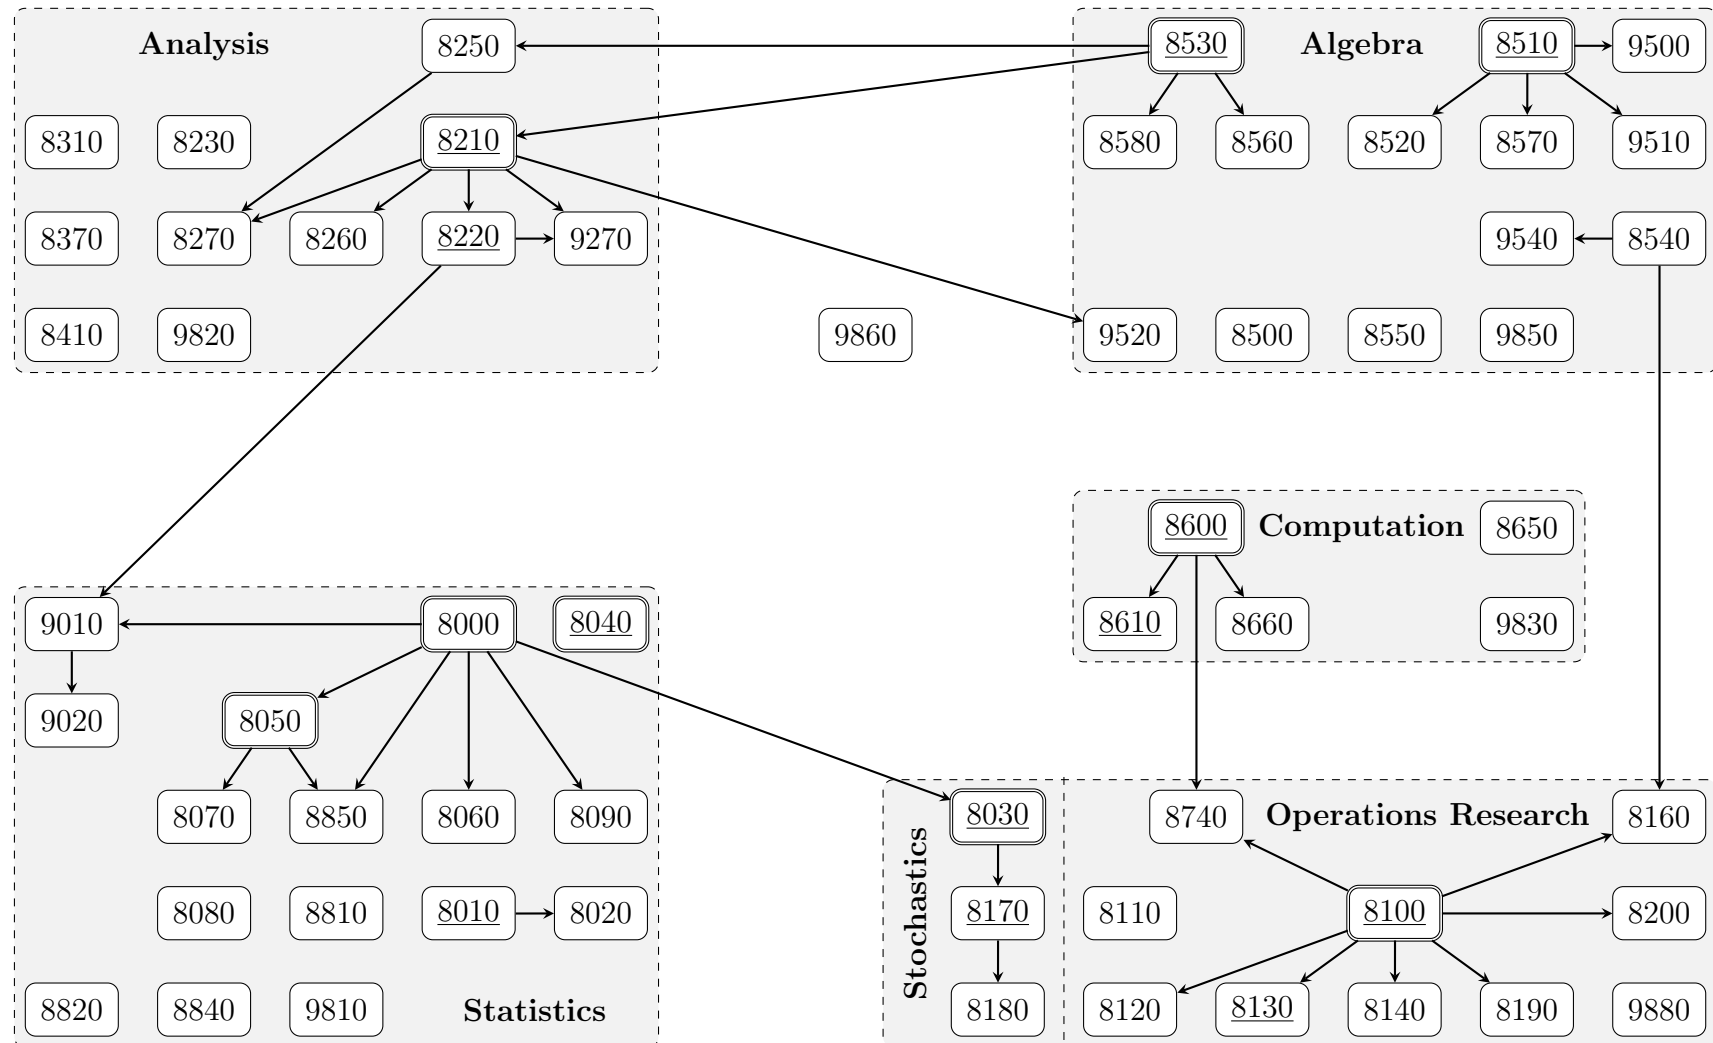 Analysis 8250 8530 Algebra 8510 9500
8310 8230 8210 8580 8560 8520 8570 9510
8370 8270 8260 8220 9270 9540 8540
8410 9820 9860 9520 8500 8550 9850
8600 Computation 8650
9010 8000 8040 8610 8660 9830
9020 8050
8070 8850 8060 8090 8030 8740 Operations Research 8160
Stochastics
8080 8810 8010 8020 8170 8110 8100 8200
8820 8840 9810 Statistics 8180 8120 8130 8140 8190 9880